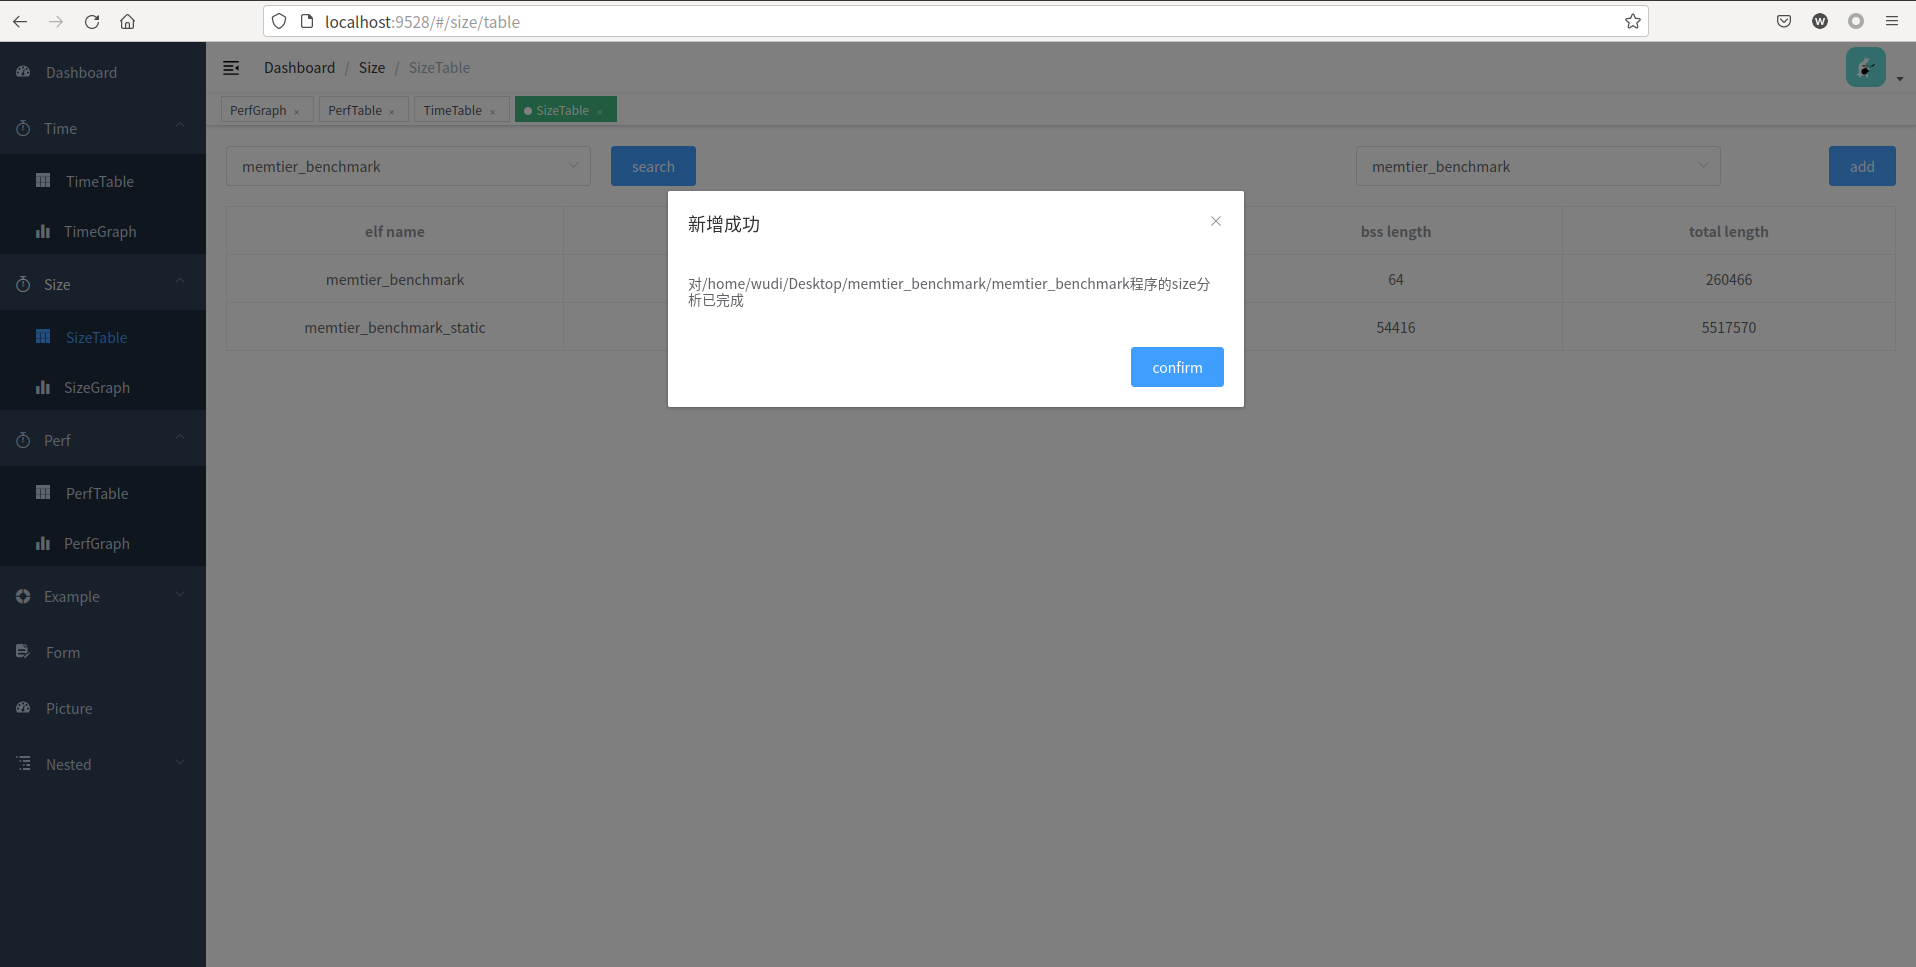 localhost:9528/#/size/table
W
Dashboard
Time
TimeTable
TimeGraph
Size
SizeTable
SizeGraph
Perf
PerfTable
PerfGraph
Example
Form
Picture
Nested
Dashboard / Size / SizeTable
PerfGraph × PerfTable × TimeTable × SizeTable ×
memtier_benchmark search memtier_benchmark add
elf name bss length total length
memtier_benchmark 64 260466
memtier_benchmark_static 54416 5517570
新增成功
对/home/wudi/Desktop/memtier_benchmark/memtier_benchmark程序的size分
析已完成
confirm